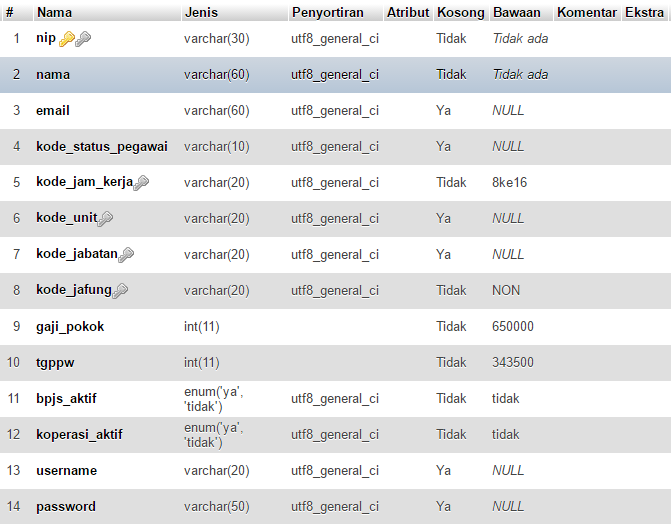 # Nama Jenis Penyortiran Atribut Kosong Bawaan Komentar Ekstra
1 nip varchar(30) utf8_general_ci Tidak Tidak ada
2 nama varchar(60) utf8_general_ci Tidak Tidak ada
3 email varchar(60) utf8_general_ci Ya NULL
4 kode_status_pegawai varchar(10) utf8_general_ci Ya NULL
5 kode_jam_kerja varchar(20) utf8_general_ci Tidak 8ke16
6 kode_unit varchar(20) utf8_general_ci Ya NULL
7 kode_jabatan varchar(20) utf8_general_ci Ya NULL
8 kode_jafung varchar(20) utf8_general_ci Tidak NON
9 gaji_pokok int(11) Tidak 650000
10 tgppw int(11) Tidak 343500
11 bpjs_aktif enum('ya', 'tidak') utf8_general_ci Tidak tidak
12 koperasi_aktif enum('ya', 'tidak') utf8_general_ci Tidak tidak
13 username varchar(20) utf8_general_ci Ya NULL
14 password varchar(50) utf8_general_ci Ya NULL